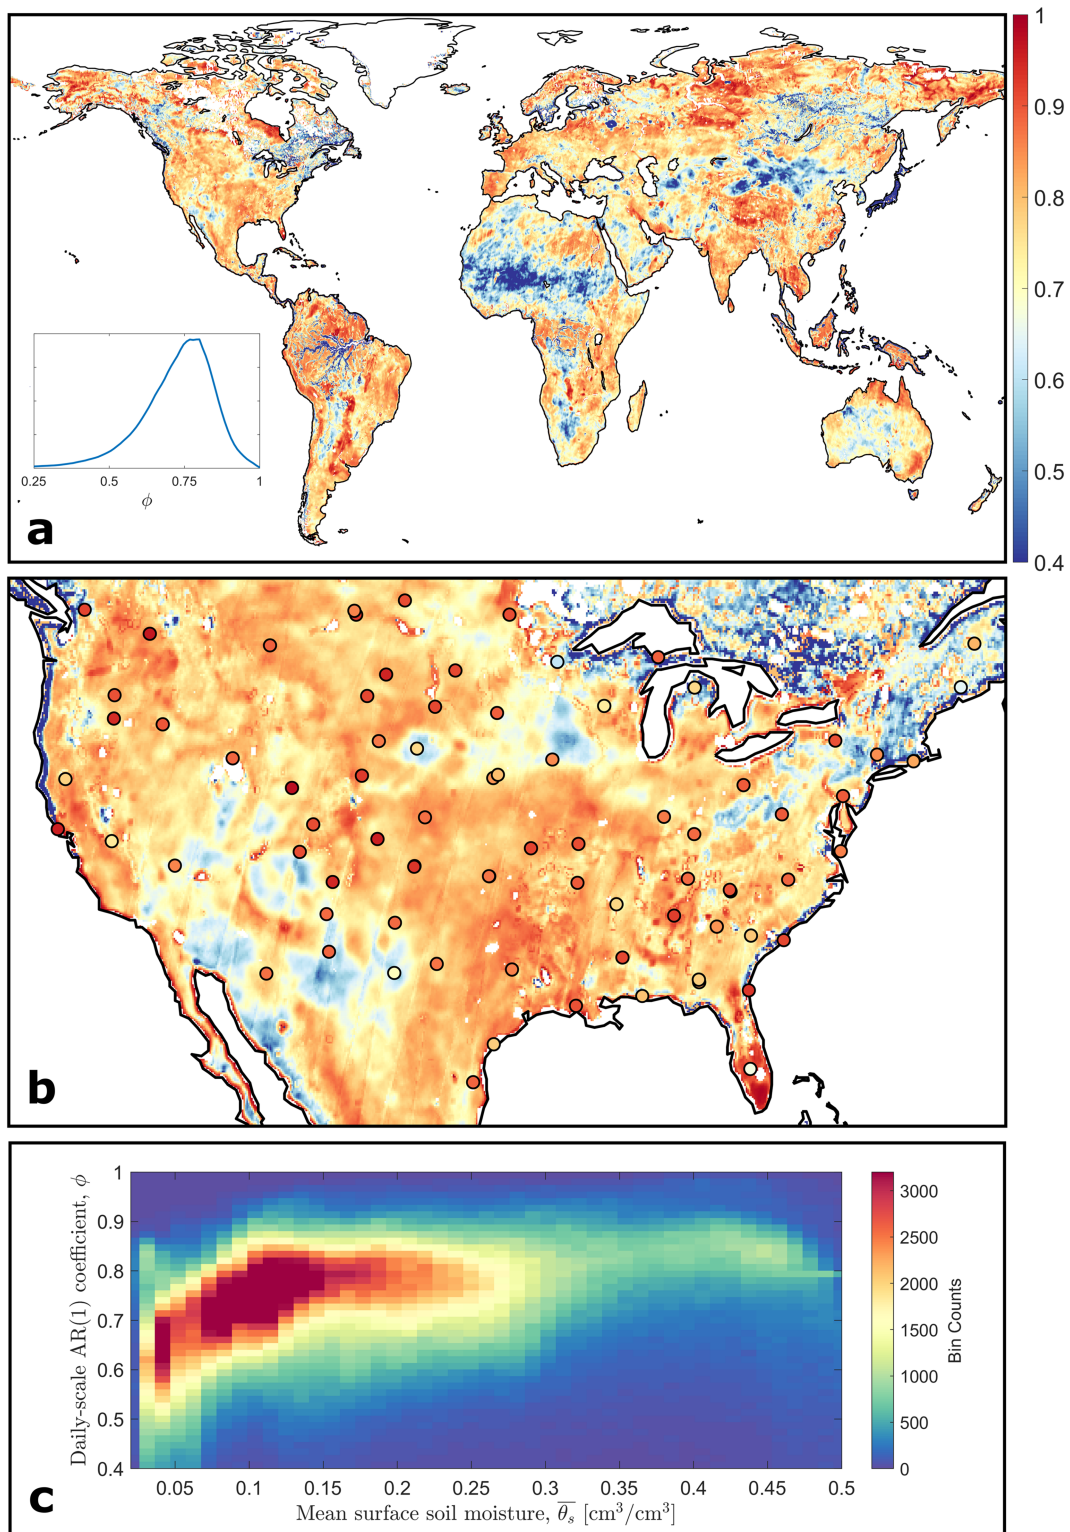 1
0.9
0.8
0.7
0.6
0.5
0.4
0.25 0.5 0.75 1
ϕ
a
b
1
0.9
0.8
0.7
0.6
0.5
0.4
Daily-scale AR(1) coefficient, ϕ
0.05 0.1 0.15 0.2 0.25 0.3 0.35 0.4 0.45 0.5
Mean surface soil moisture, $\overline{\theta_s}$ [cm³/cm³]
3000
2500
2000
1500
1000
500
0
Bin Counts
c